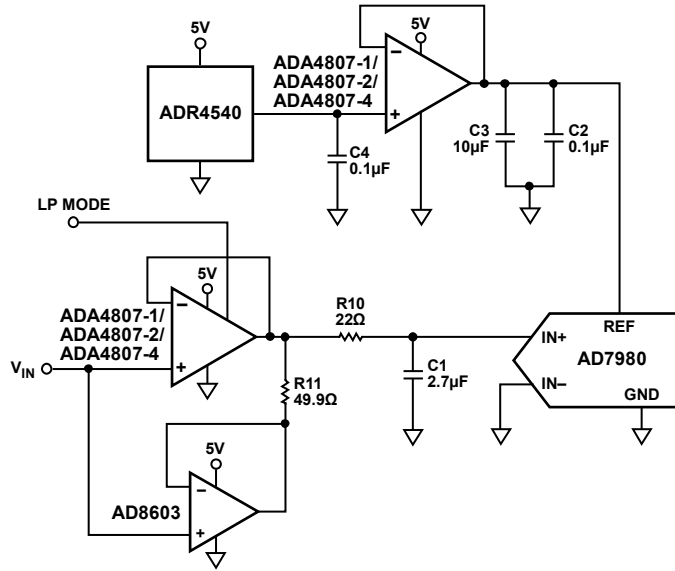 5V
ADR4540
ADA4807-1/
ADA4807-2/
ADA4807-4
5V
−
+
C4
0.1µF
C3
10µF
C2
0.1µF
LP MODE
ADA4807-1/
ADA4807-2/
ADA4807-4
5V
−
+
VIN
R10
22Ω
R11
49.9Ω
C1
2.7µF
REF
IN+
AD7980
IN−
GND
5V
AD8603
−
+